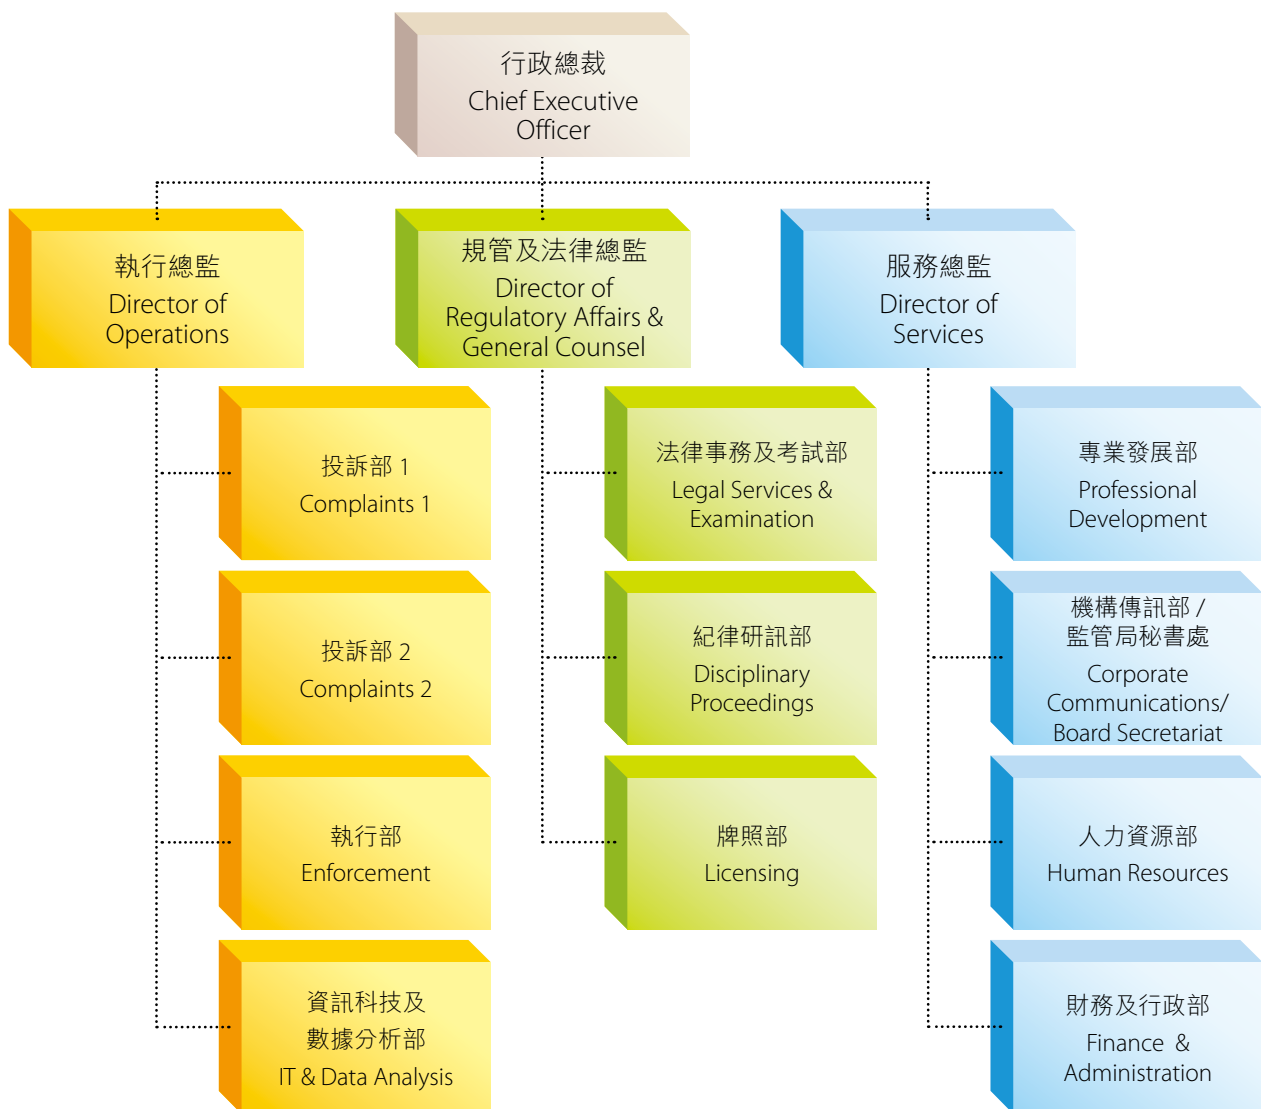 行政總裁
Chief Executive
Officer
執行總監
Director of
Operations
規管及法律總監
Director of
Regulatory Affairs &
General Counsel
服務總監
Director of
Services
投訴部 1
Complaints 1
投訴部 2
Complaints 2
執行部
Enforcement
資訊科技及
數據分析部
IT & Data Analysis
法律事務及考試部
Legal Services &
Examination
紀律研訊部
Disciplinary
Proceedings
牌照部
Licensing
專業發展部
Professional
Development
機構傳訊部 /
監管局秘書處
Corporate
Communications/
Board Secretariat
人力資源部
Human Resources
財務及行政部
Finance &
Administration